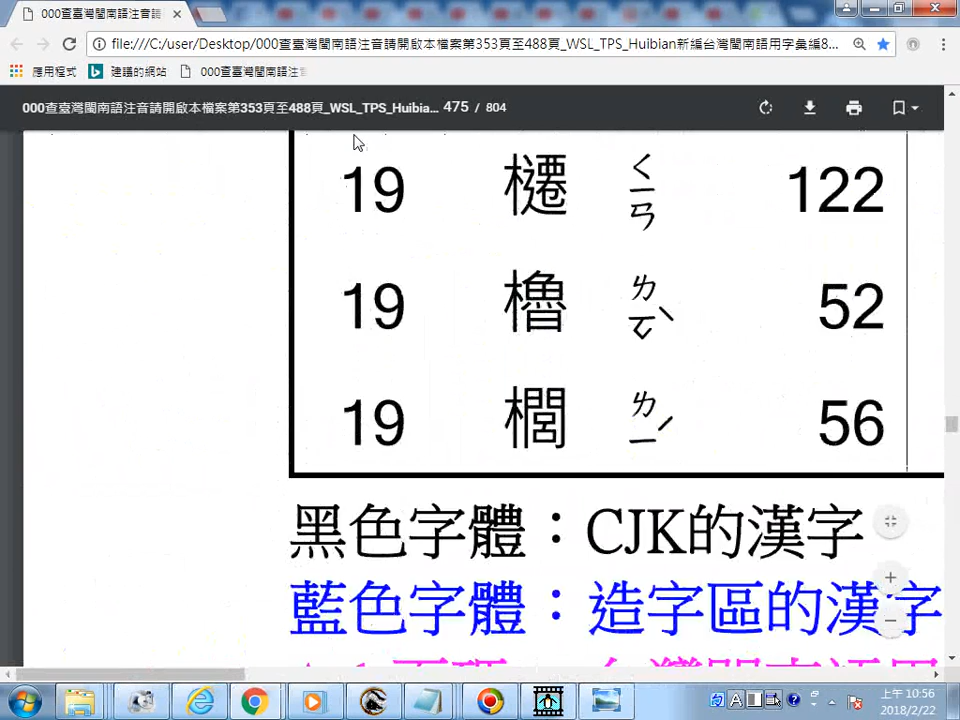 000查臺灣閩南語注音請
file:///C:/user/Desktop/000查臺灣閩南語注音請開啟本檔案第353頁至488頁_WSL_TPS_Huibian新編台灣閩南語用字彙編8...
應用程式 建議的網站 000查臺灣閩南語注音
000查臺灣閩南語注音請開啟本檔案第353頁至488頁_WSL_TPS_Huibia... 475 / 804
19 櫏 ㄑㄧㄢ 122
19 櫓 ㄌㄛˋ 52
19 櫚 ㄌㄧˊ 56
黑色字體：CJK的漢字
藍色字體：造字區的漢字
上午 10:56
2018/2/22